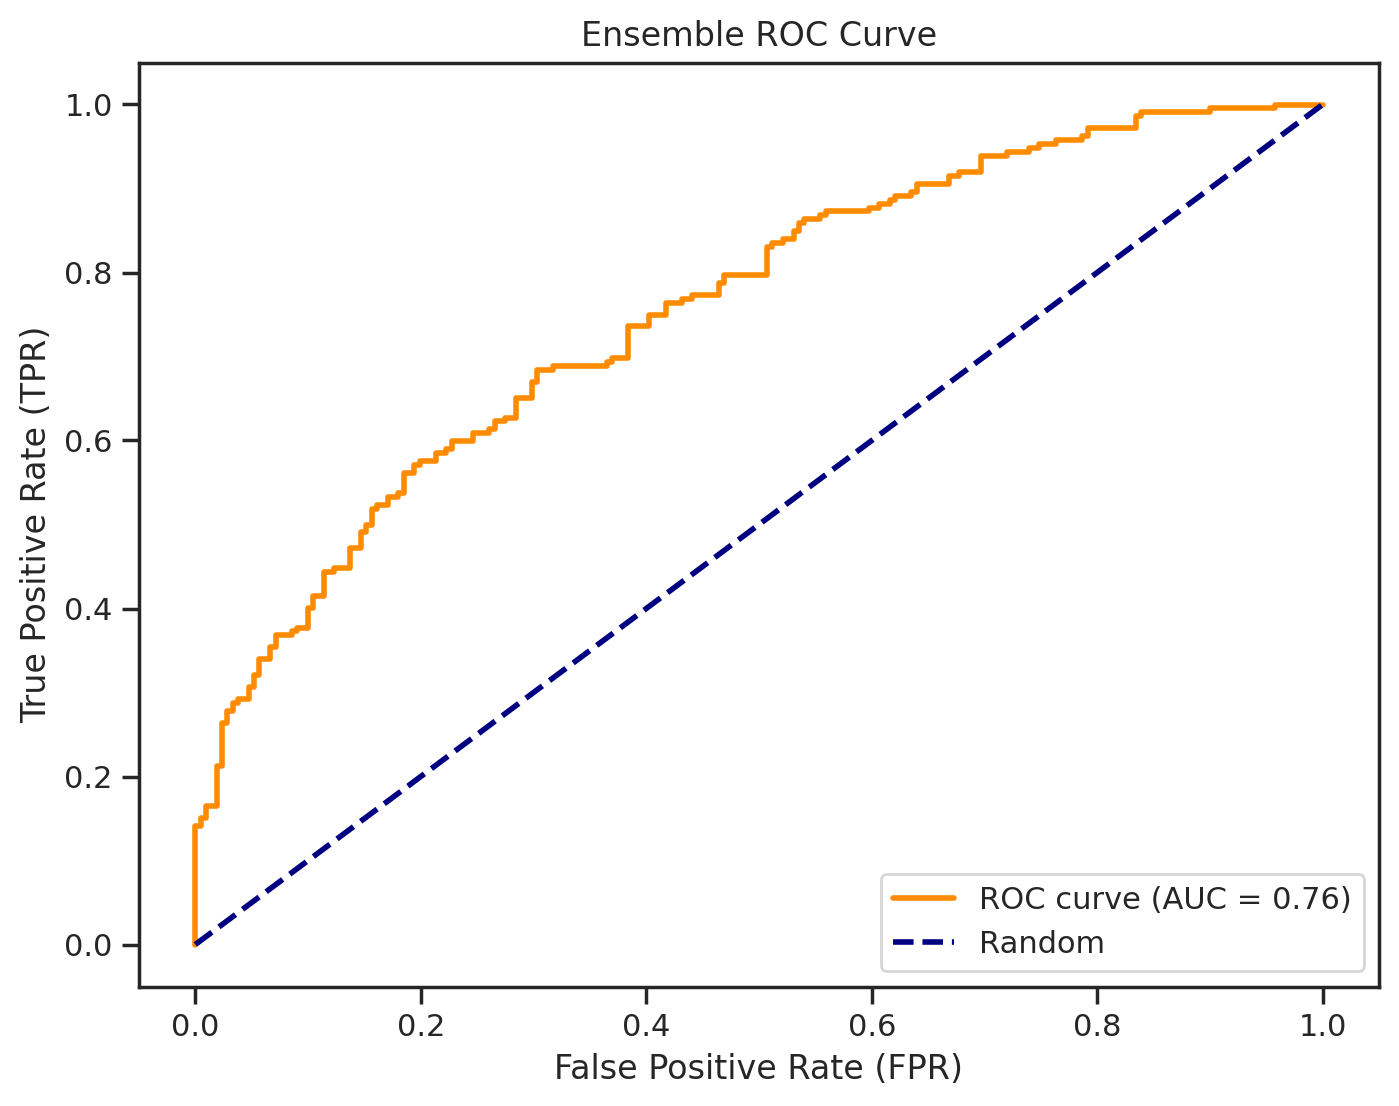 Ensemble ROC Curve
True Positive Rate (TPR)
1.0
0.8
0.6
0.4
0.2
0.0
ROC curve (AUC = 0.76)
Random
0.0 0.2 0.4 0.6 0.8 1.0
False Positive Rate (FPR)